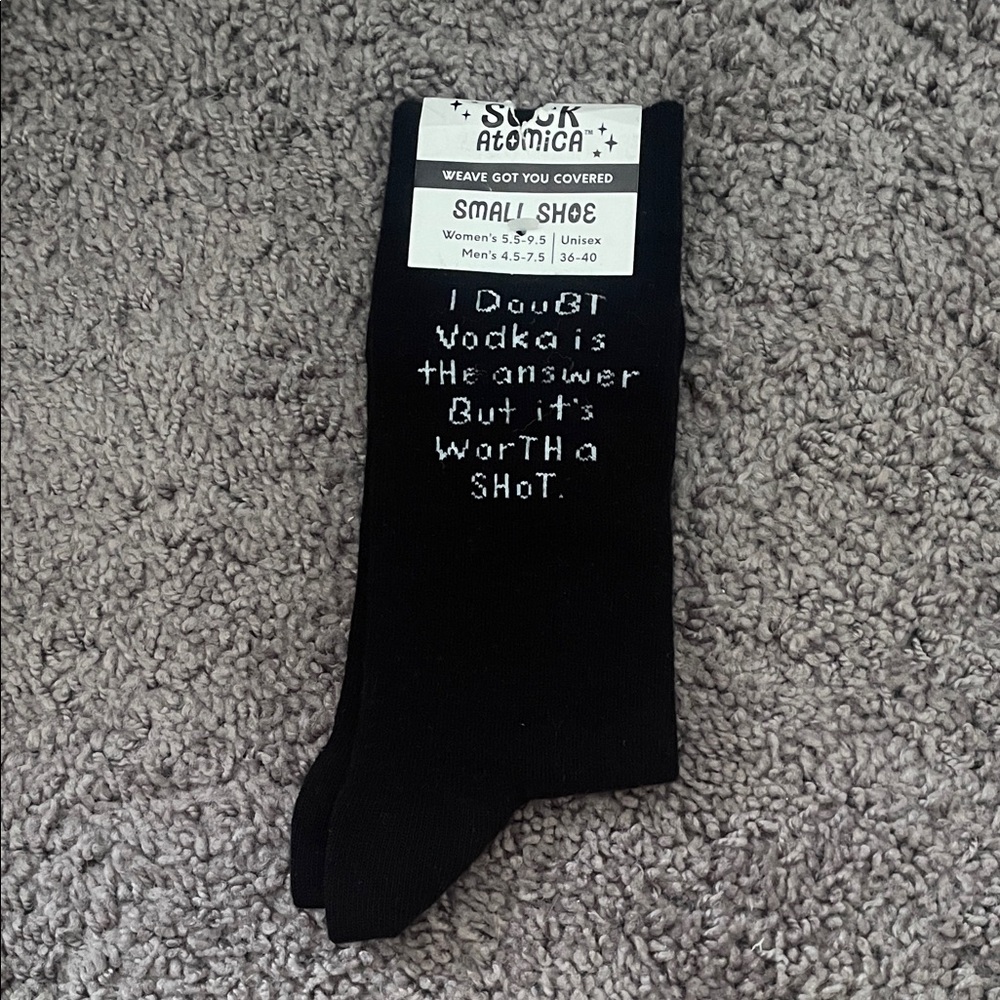 SOCK
AtOMiCA™
WEAVE GOT YOU COVERED
SMALL SHOE
Women's 5.5-9.5 | Unisex
Men's 4.5-7.5 | 36-40
I DouBT
Vodka is
tHe answer
But it's
WorTH a
SHoT.